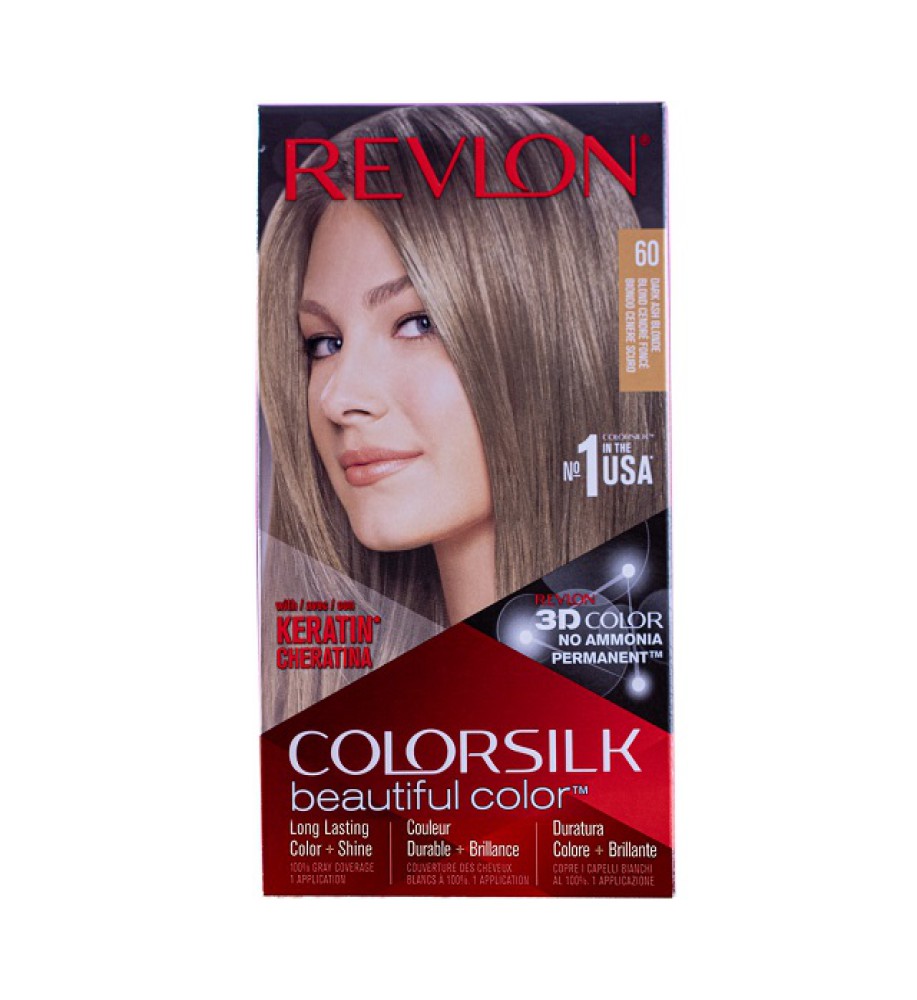 REVLON®
60
DARK ASH BLONDE
BLOND CENDRÉ FONCÉ
BIONDO CENERE SCURO
COLORSILK™
Nº1 IN THE USA*
with / avec / con
KERATIN*
CHERATINA
REVLON
3D COLOR
NO AMMONIA
PERMANENT™
COLORSILK
beautiful color™
Long Lasting
Color + Shine
100% GRAY COVERAGE
1 APPLICATION
Couleur
Durable + Brillance
COUVERTURE DES CHEVEUX
BLANCS À 100%. 1 APPLICATION
Duratura
Colore + Brillante
COPRE I CAPELLI BIANCHI
AL 100%. 1 APPLICAZIONE